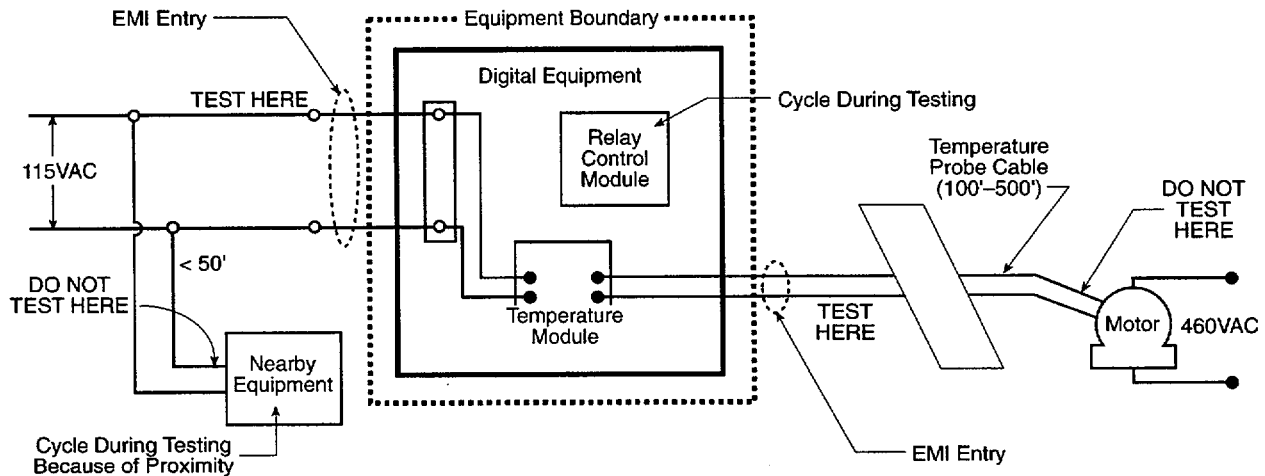 EMI Entry
Equipment Boundary
Digital Equipment
TEST HERE
Cycle During Testing
Relay
Control
Module
Temperature
Probe Cable
(100'–500')
DO NOT
TEST
HERE
115VAC
< 50'
DO NOT
TEST HERE
Temperature
Module
TEST
HERE
Motor
460VAC
Nearby
Equipment
EMI Entry
Cycle During Testing
Because of Proximity